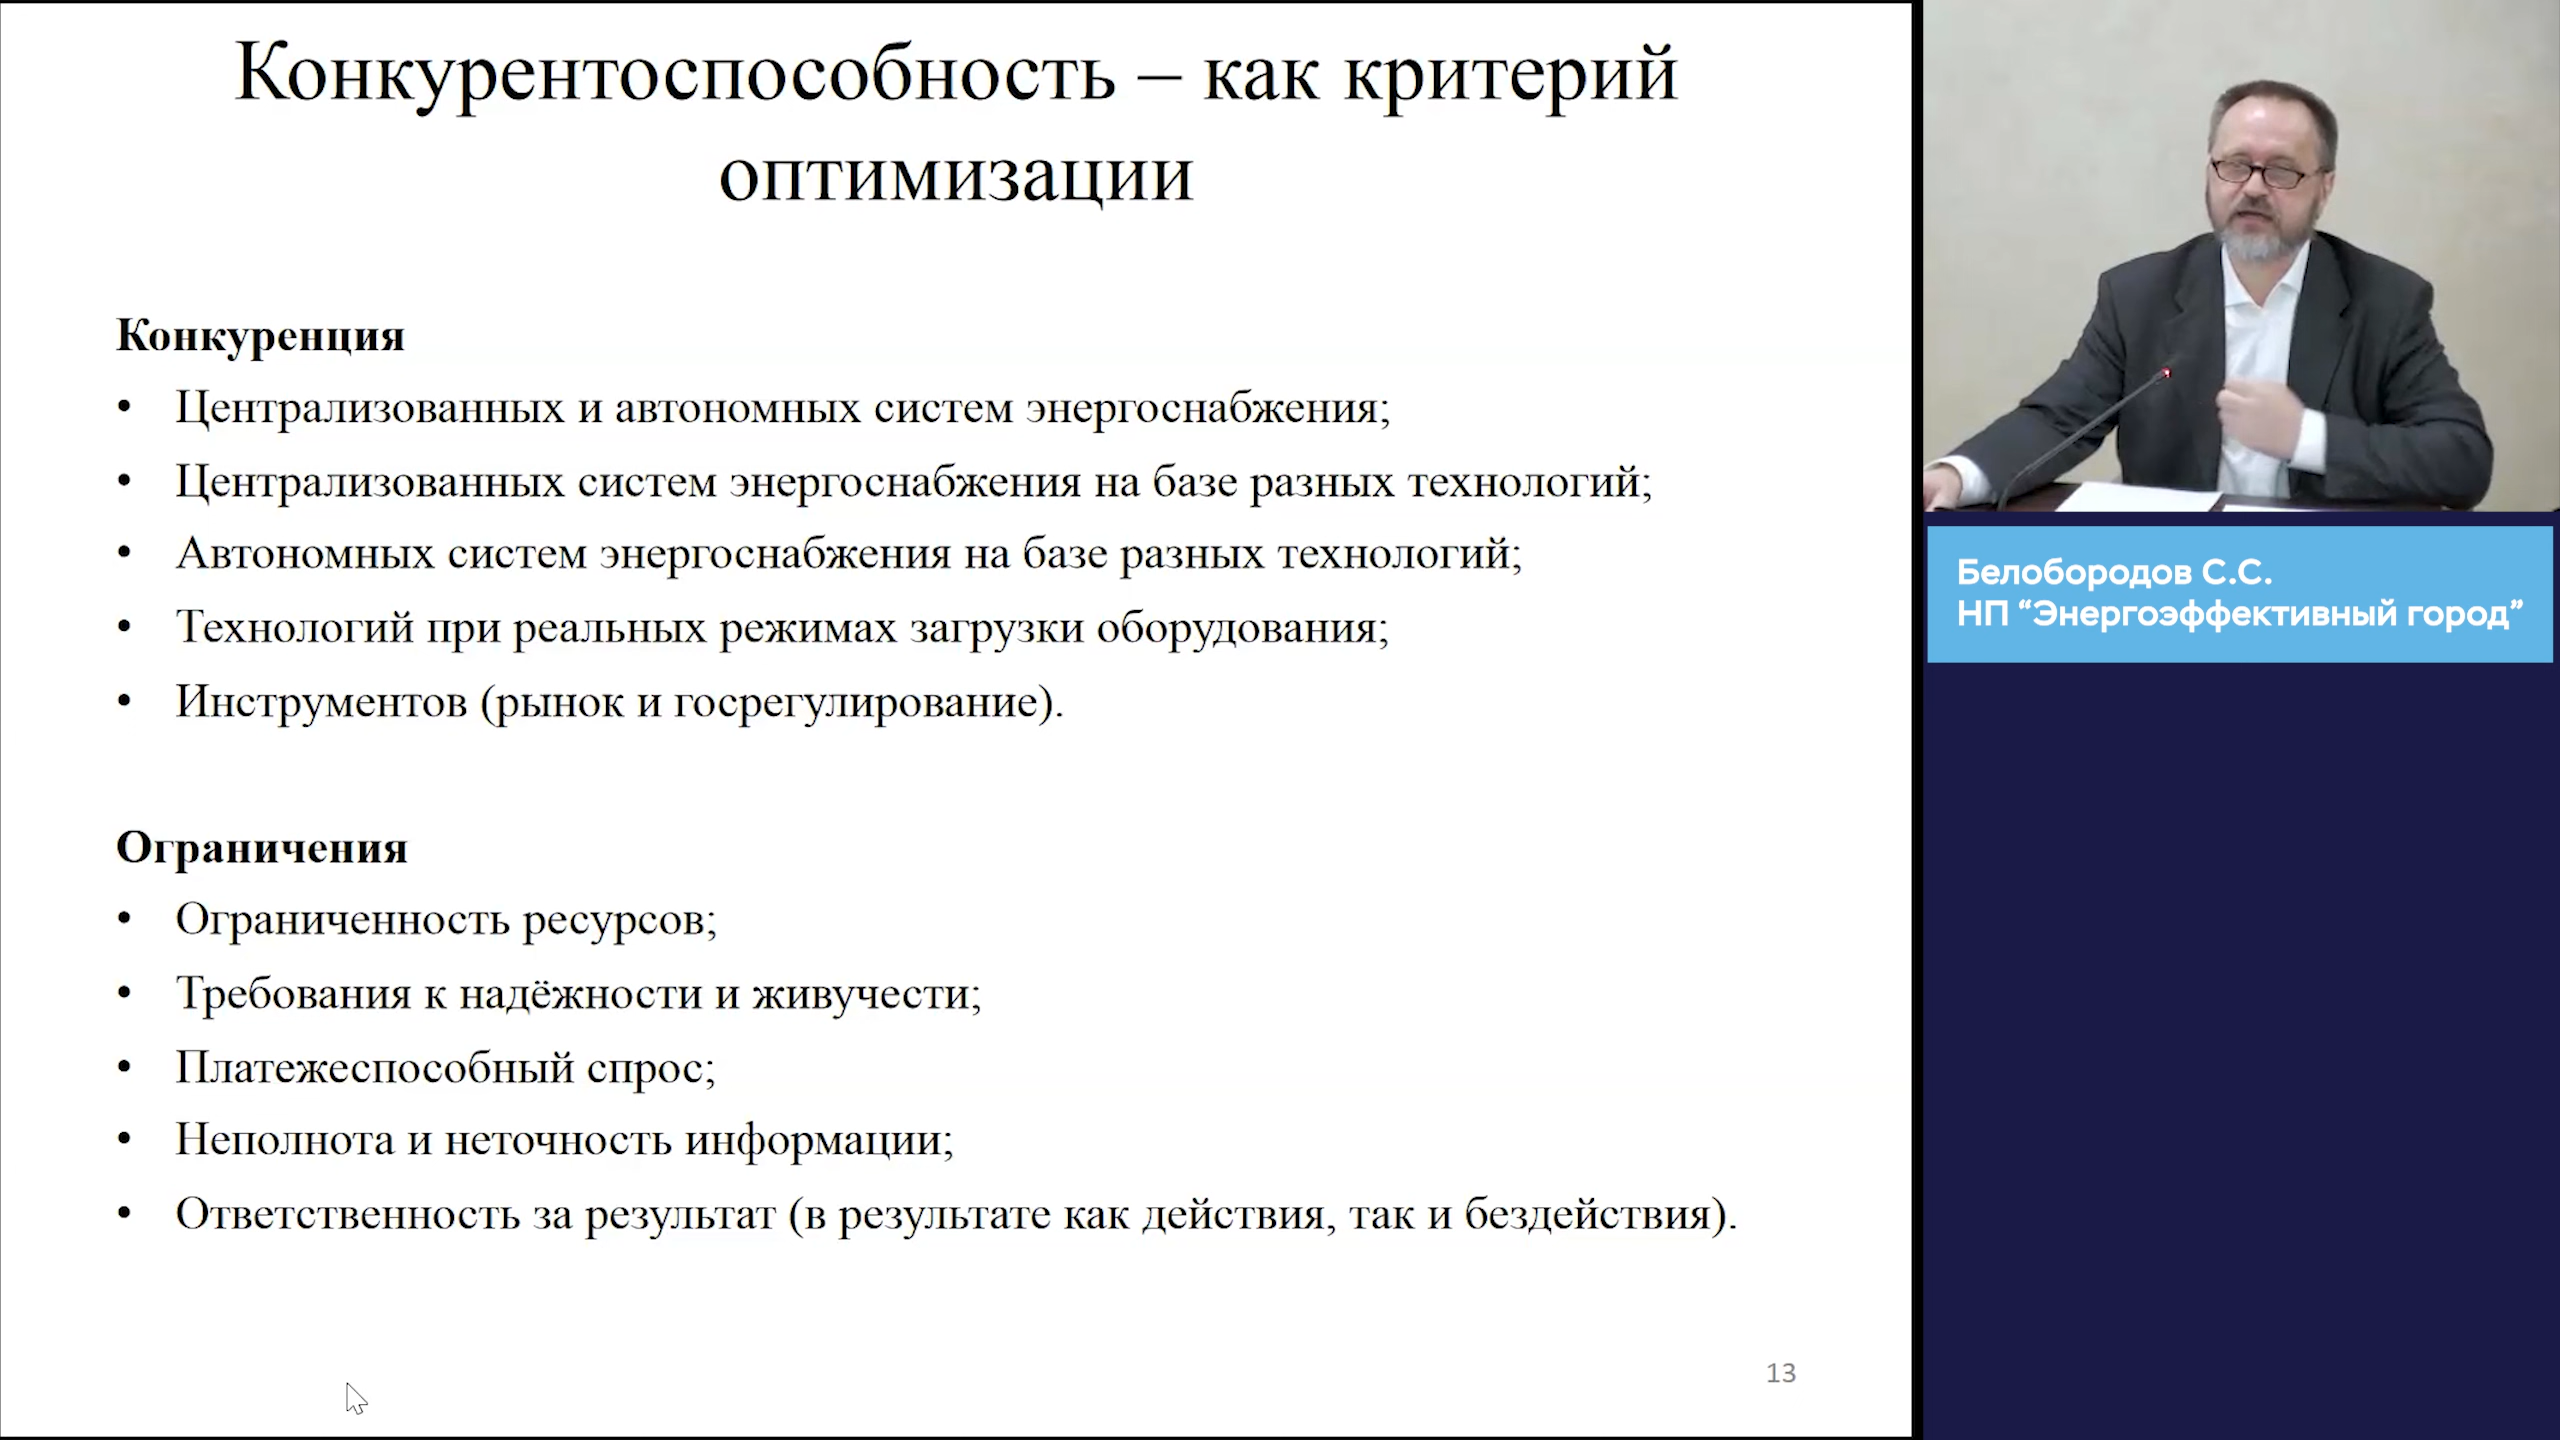 Конкурентоспособность – как критерий
оптимизации
Конкуренция
• Централизованных и автономных систем энергоснабжения;
• Централизованных систем энергоснабжения на базе разных технологий;
• Автономных систем энергоснабжения на базе разных технологий;
• Технологий при реальных режимах загрузки оборудования;
• Инструментов (рынок и госрегулирование).
Ограничения
• Ограниченность ресурсов;
• Требования к надёжности и живучести;
• Платежеспособный спрос;
• Неполнота и неточность информации;
• Ответственность за результат (в результате как действия, так и бездействия).
13
Белобородов С.С.
НП “Энергоэффективный город”